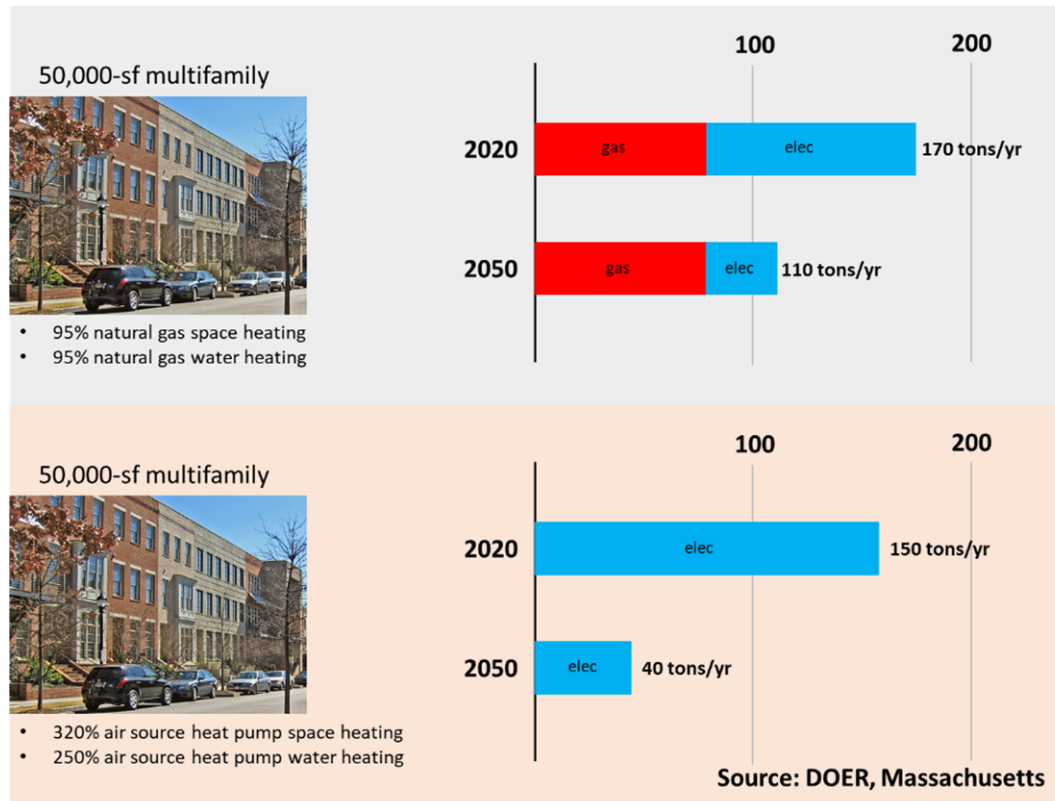 50,000-sf multifamily
100 200
2020 gas elec 170 tons/yr
2050 gas elec 110 tons/yr
• 95% natural gas space heating
• 95% natural gas water heating
50,000-sf multifamily
100 200
2020 elec 150 tons/yr
2050 elec 40 tons/yr
• 320% air source heat pump space heating
• 250% air source heat pump water heating
Source: DOER, Massachusetts